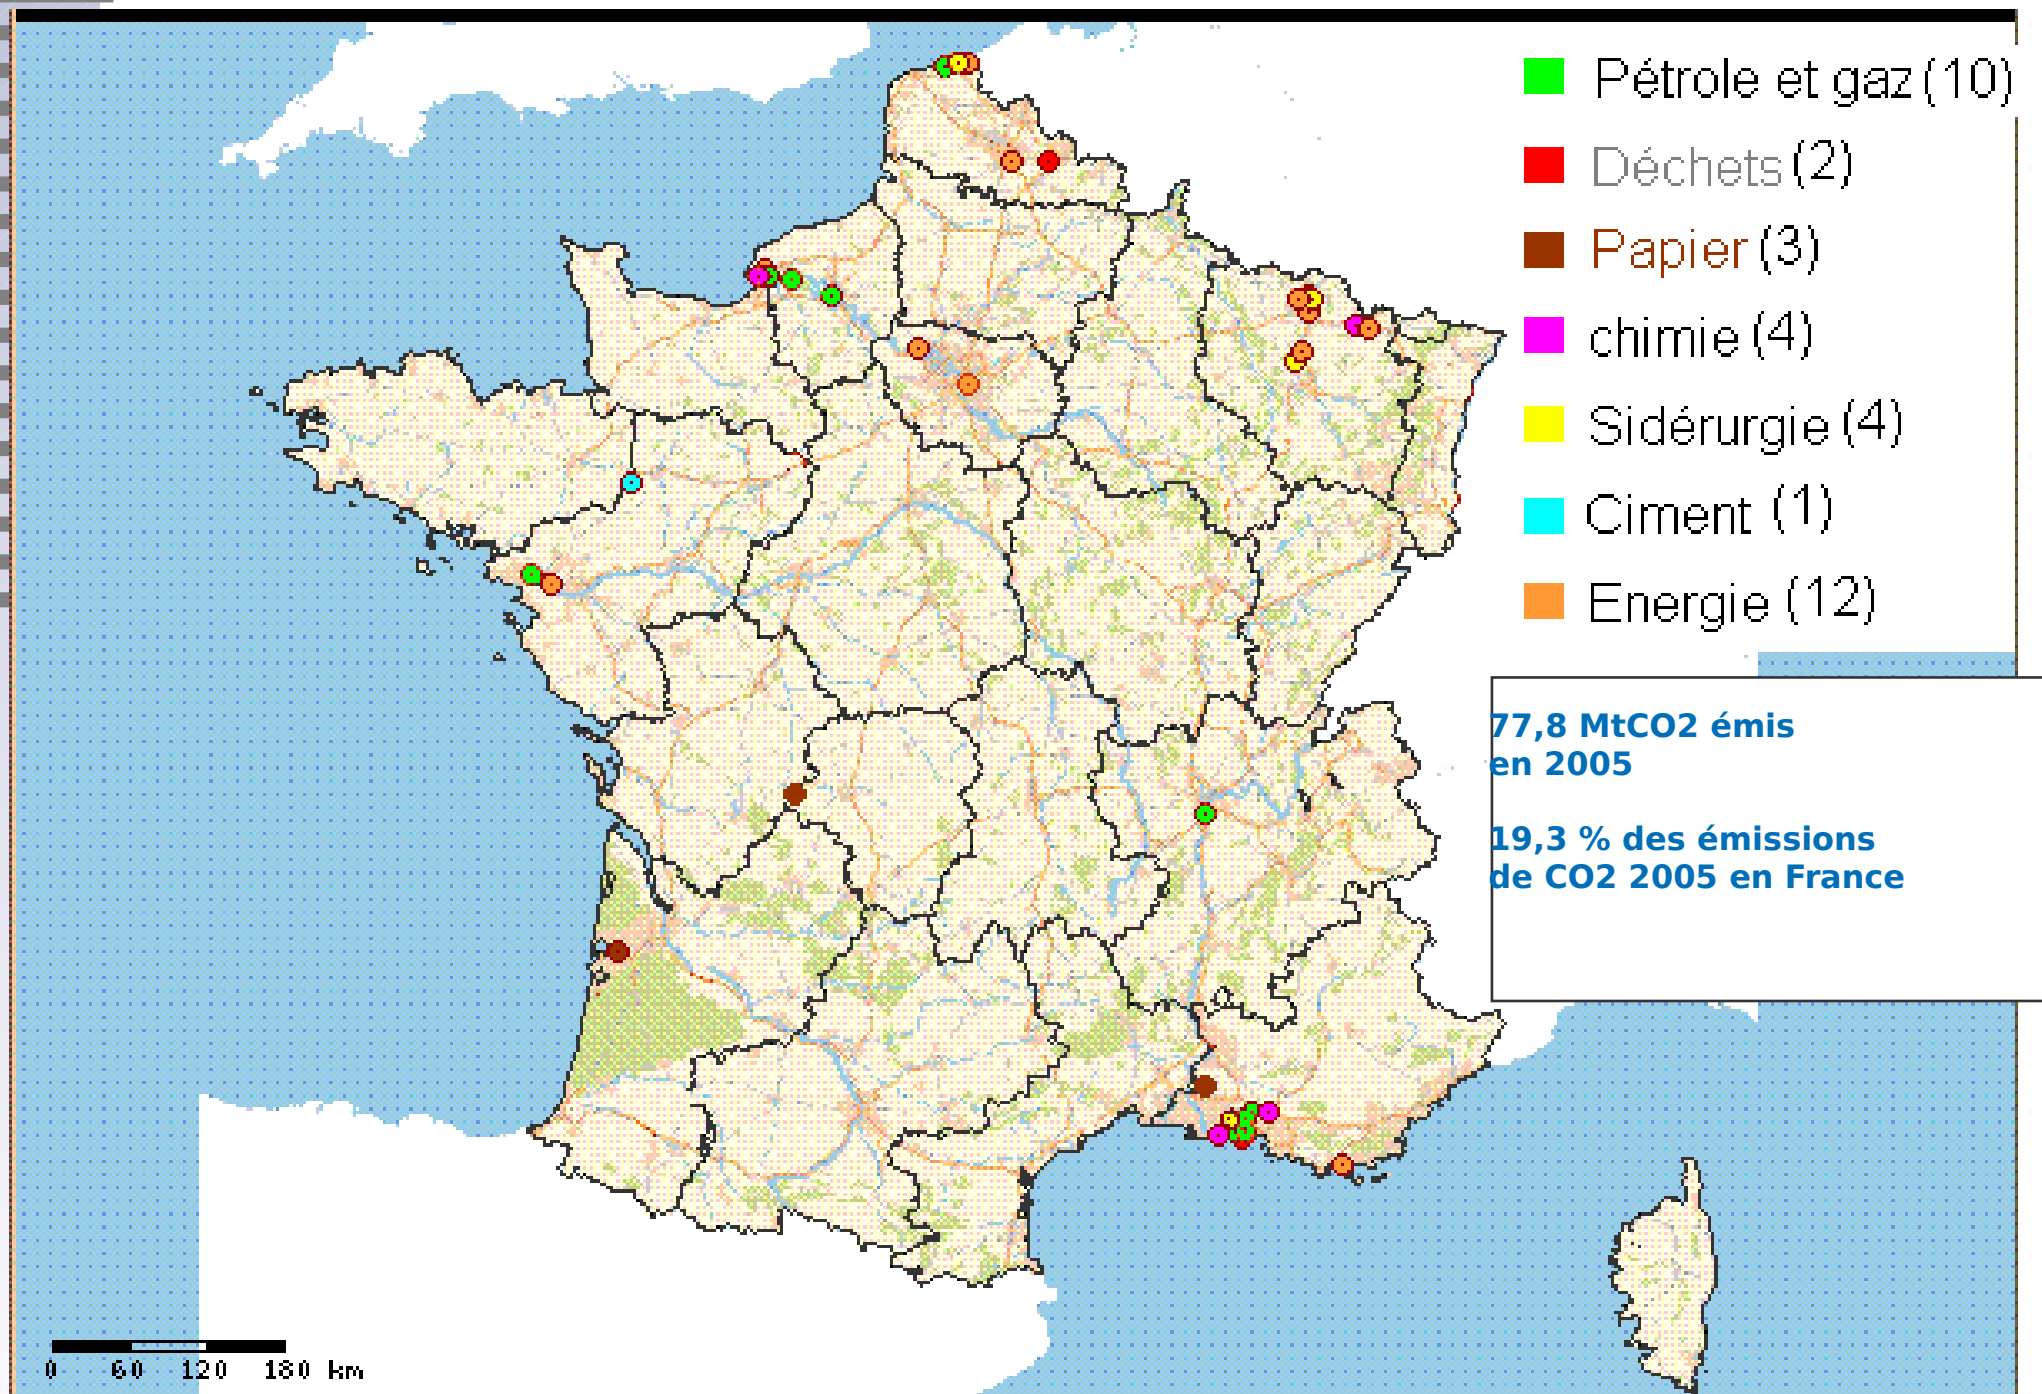 Pétrole et gaz (10)
Déchets (2)
Papier (3)
chimie (4)
Sidérurgie (4)
Ciment (1)
Energie (12)
77,8 MtCO2 émis
en 2005
19,3 % des émissions
de CO2 2005 en France
0 60 120 180 km